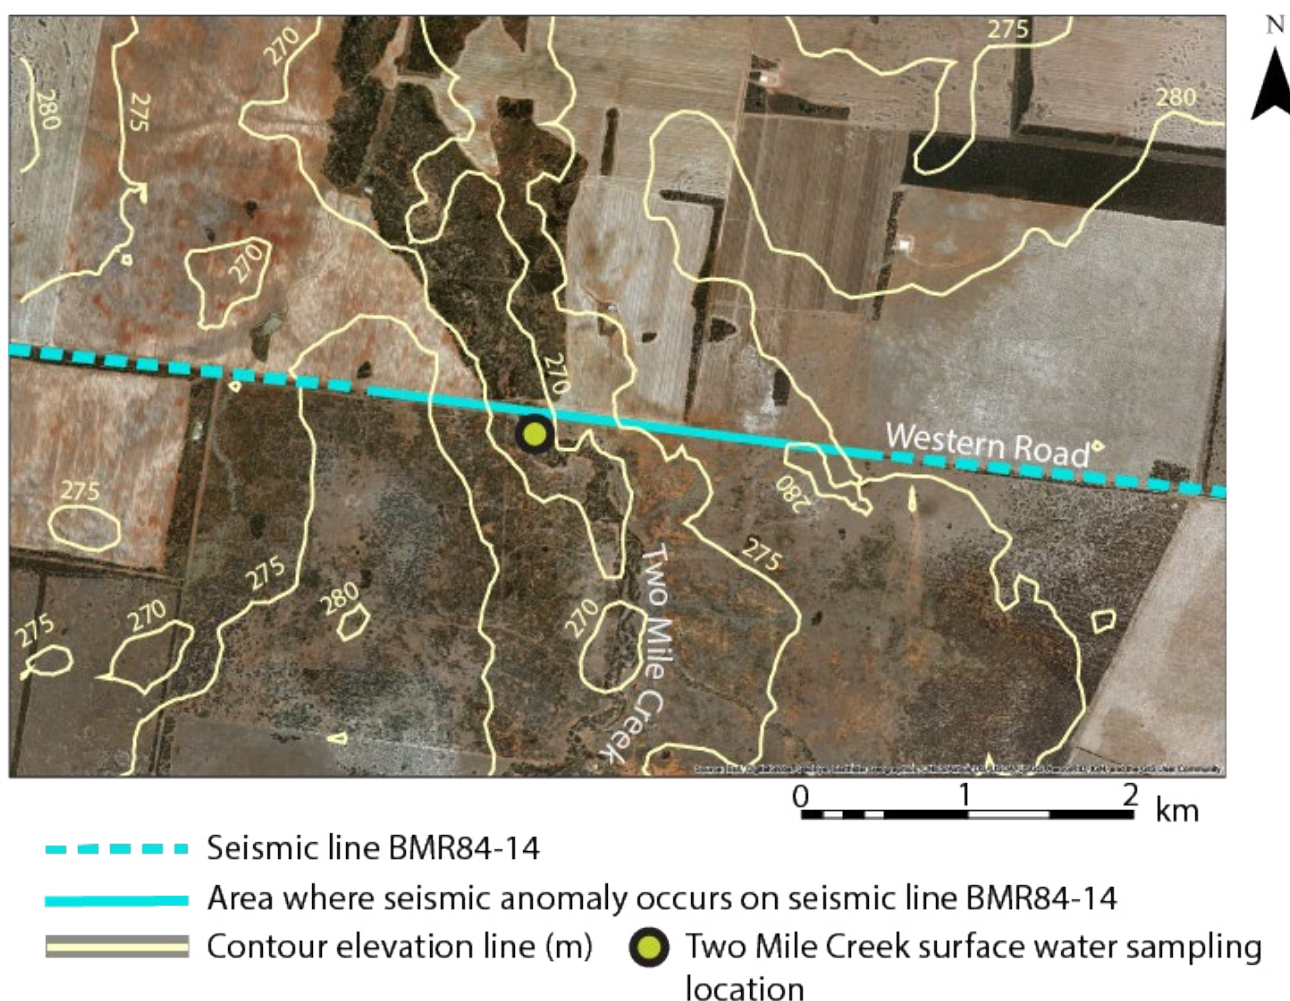 N
270
275
280
275
280
270
270
Western Road
275
280
275
275
280
270
275
270
Two Mile Creek
0 1 2 km
Seismic line BMR84-14
Area where seismic anomaly occurs on seismic line BMR84-14
Contour elevation line (m) Two Mile Creek surface water sampling
location